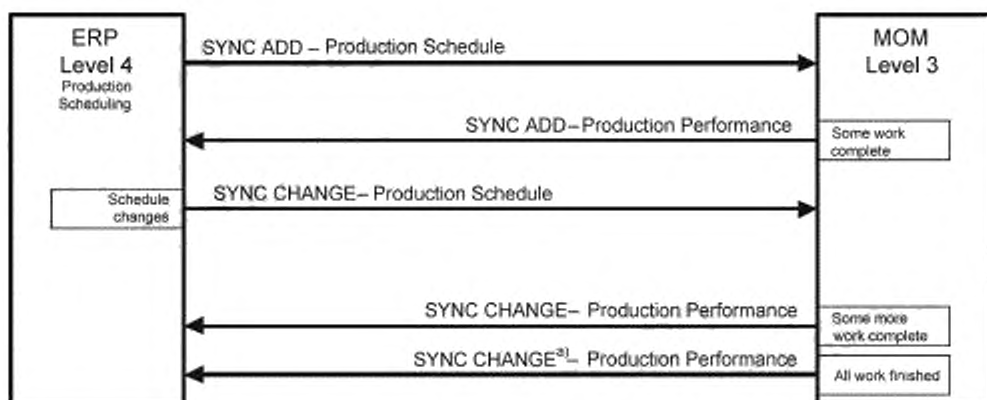 ERP
Level 4
Production
Scheduling
SYNC ADD – Production Schedule
MOM
Level 3
SYNC ADD–Production Performance
Some work
complete
Schedule
changes
SYNC CHANGE– Production Schedule
SYNC CHANGE– Production Performance
Some more
work complete
SYNC CHANGEa)– Production Performance
All work finished